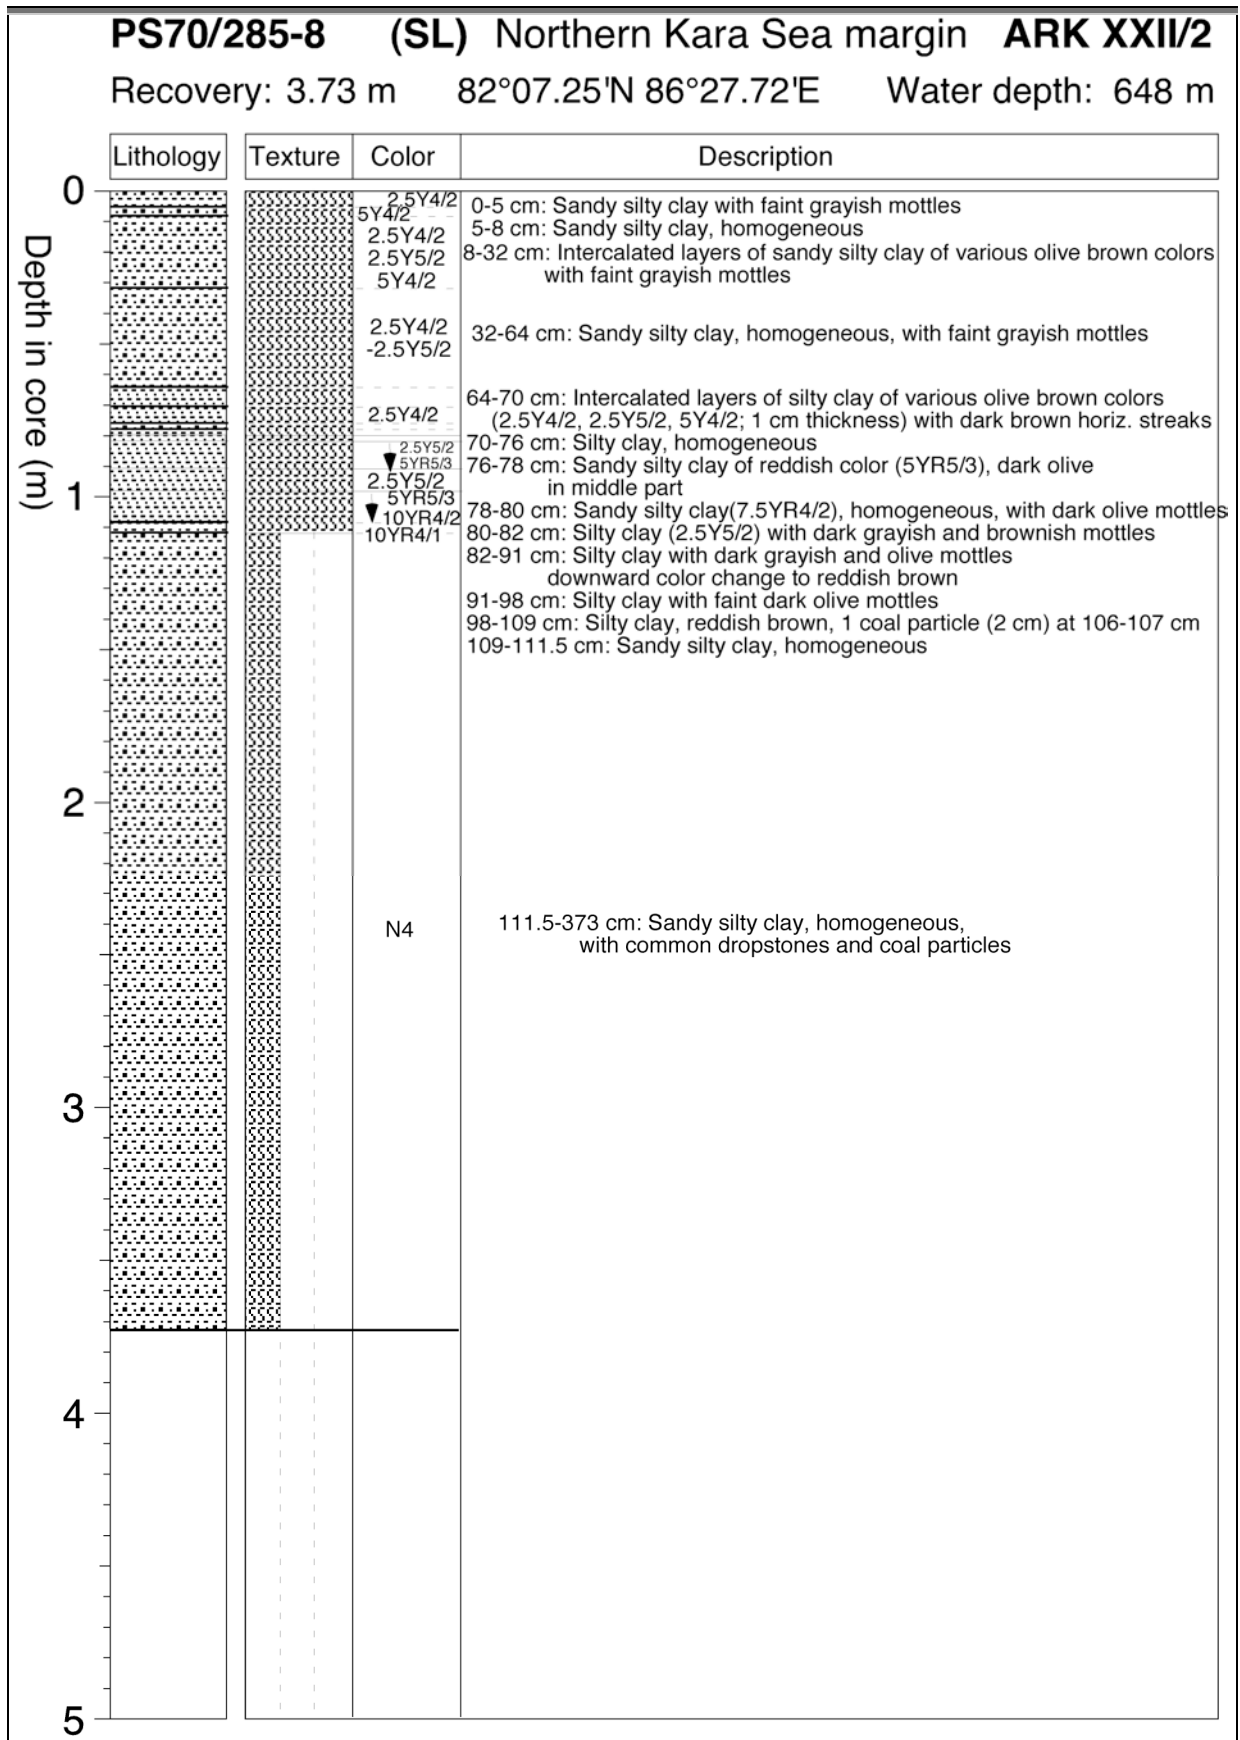 PS70/285-8 (SL) Northern Kara Sea margin ARK XXII/2
Recovery: 3.73 m 82°07.25'N 86°27.72'E Water depth: 648 m
Lithology Texture Color Description
Depth in core (m)
0
1
2
3
4
5
2.5Y4/2
5Y4/2
2.5Y4/2
2.5Y5/2
5Y4/2
2.5Y4/2
-2.5Y5/2
2.5Y4/2
2.5Y5/2
5YR5/3
2.5Y5/2
5YR5/3
10YR4/2
10YR4/1
N4
0-5 cm: Sandy silty clay with faint grayish mottles
5-8 cm: Sandy silty clay, homogeneous
8-32 cm: Intercalated layers of sandy silty clay of various olive brown colors
with faint grayish mottles
32-64 cm: Sandy silty clay, homogeneous, with faint grayish mottles
64-70 cm: Intercalated layers of silty clay of various olive brown colors
(2.5Y4/2, 2.5Y5/2, 5Y4/2; 1 cm thickness) with dark brown horiz. streaks
70-76 cm: Silty clay, homogeneous
76-78 cm: Sandy silty clay of reddish color (5YR5/3), dark olive
in middle part
78-80 cm: Sandy silty clay(7.5YR4/2), homogeneous, with dark olive mottles
80-82 cm: Silty clay (2.5Y5/2) with dark grayish and brownish mottles
82-91 cm: Silty clay with dark grayish and olive mottles
downward color change to reddish brown
91-98 cm: Silty clay with faint dark olive mottles
98-109 cm: Silty clay, reddish brown, 1 coal particle (2 cm) at 106-107 cm
109-111.5 cm: Sandy silty clay, homogeneous
111.5-373 cm: Sandy silty clay, homogeneous,
with common dropstones and coal particles